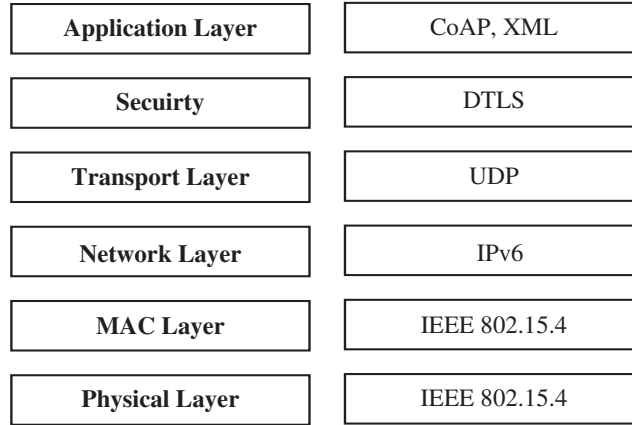 Application Layer
CoAP, XML
Secuirty
DTLS
Transport Layer
UDP
Network Layer
IPv6
MAC Layer
IEEE 802.15.4
Physical Layer
IEEE 802.15.4